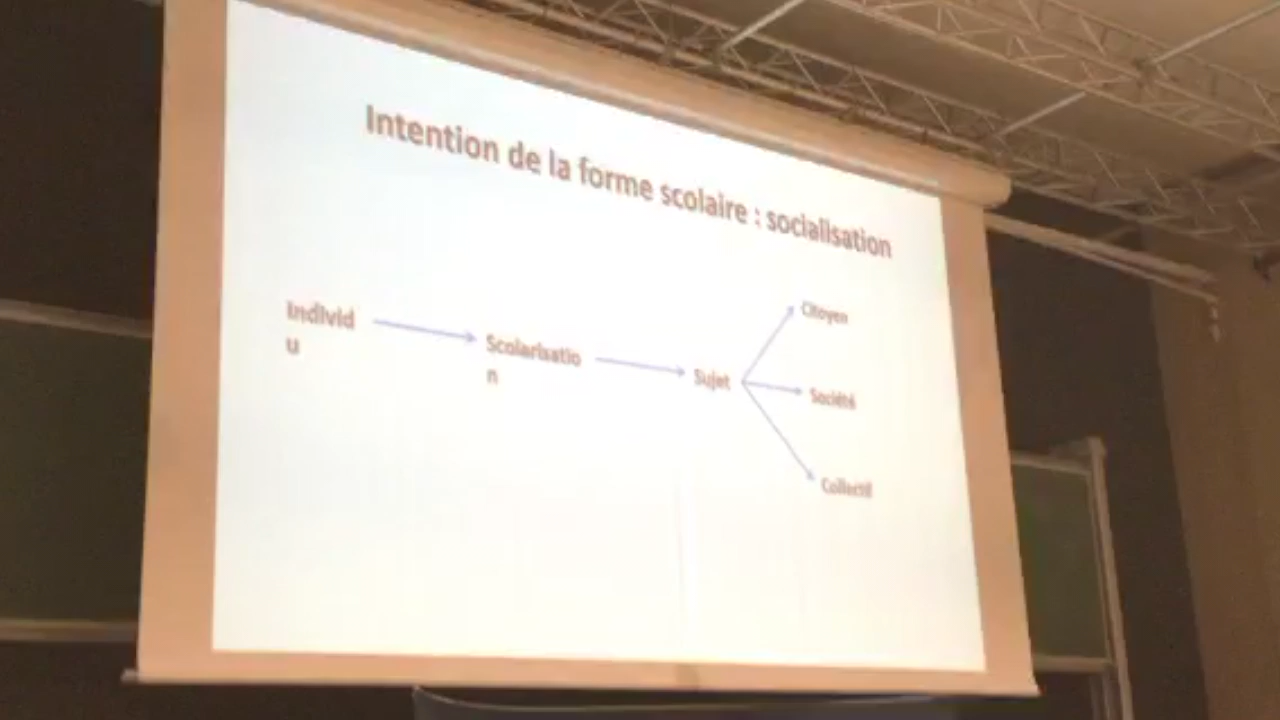 Intention de la forme scolaire : socialisation
Individ
u
Scolarisatio
n
Sujet
Citoyen
Société
Collectif